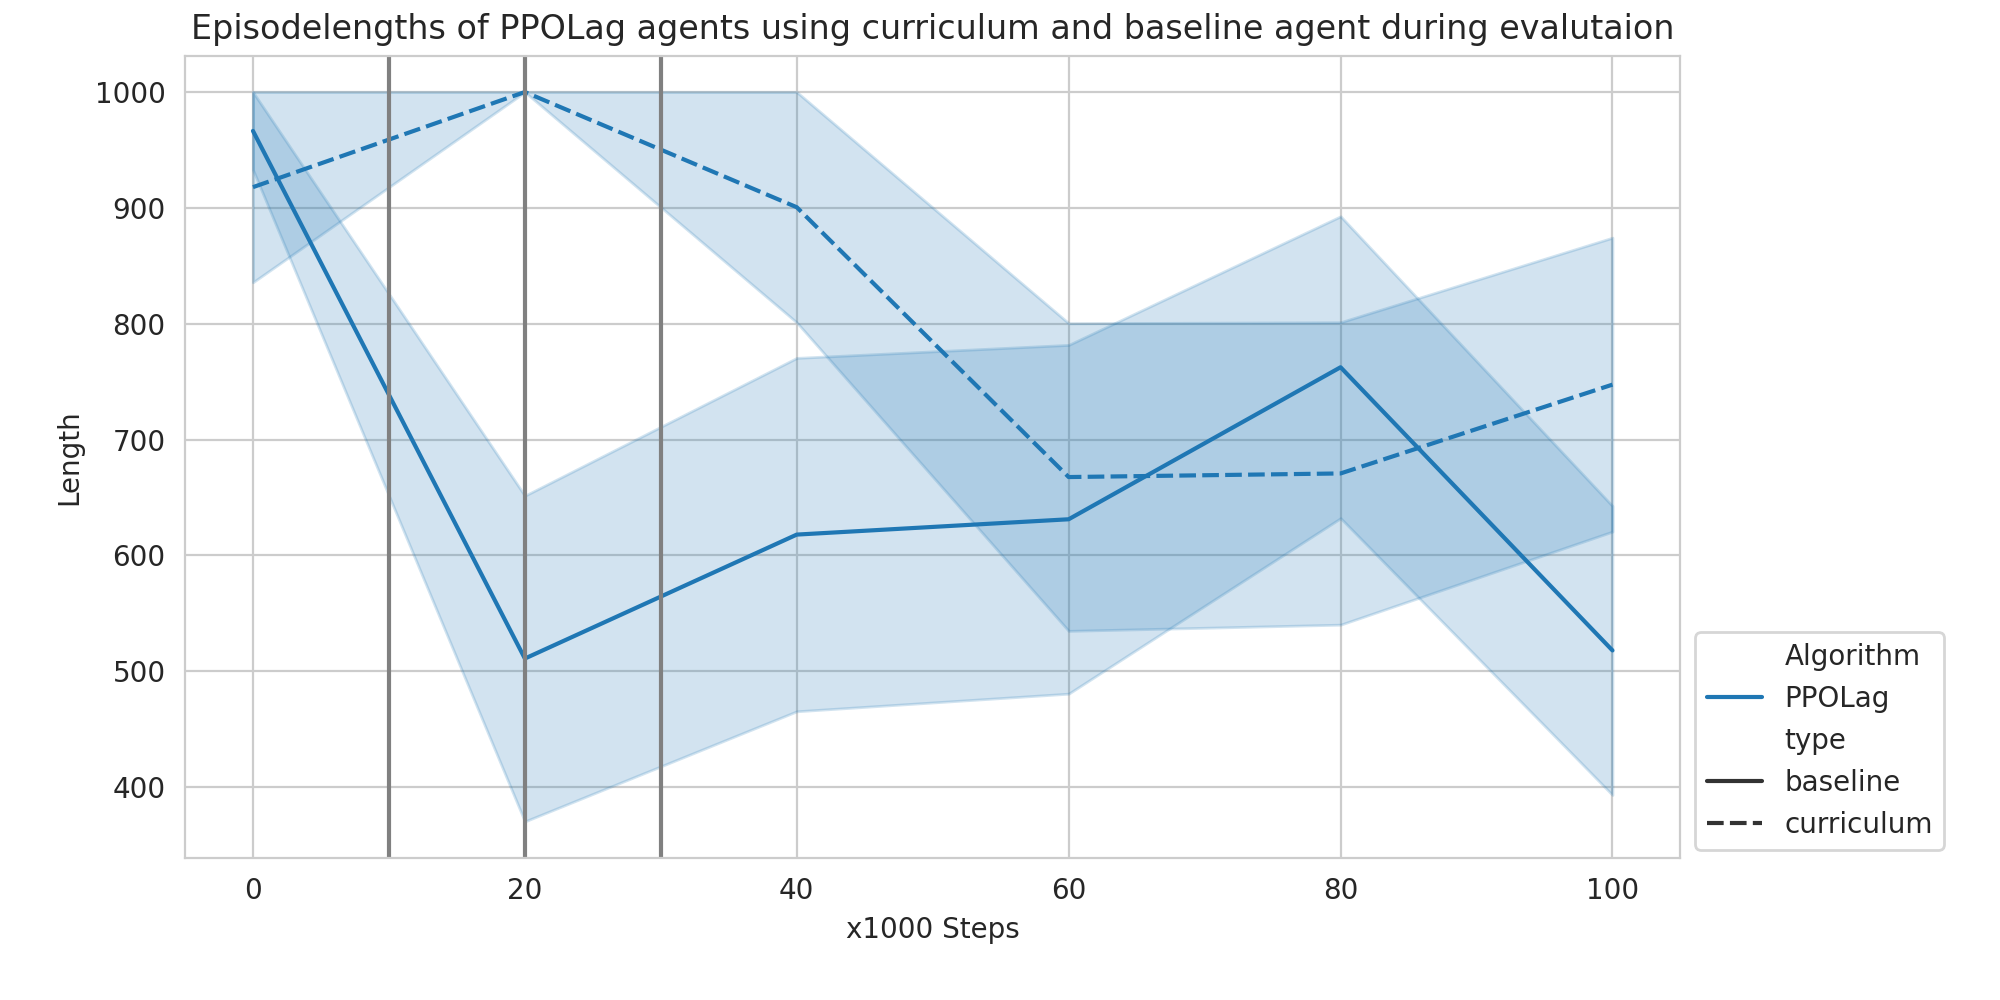 Episodelengths of PPOLag agents using curriculum and baseline agent during evalutaion
1000
900
800
700
600
500
400
Length
0 20 40 60 80 100
x1000 Steps
Algorithm
PPOLag
type
baseline
curriculum